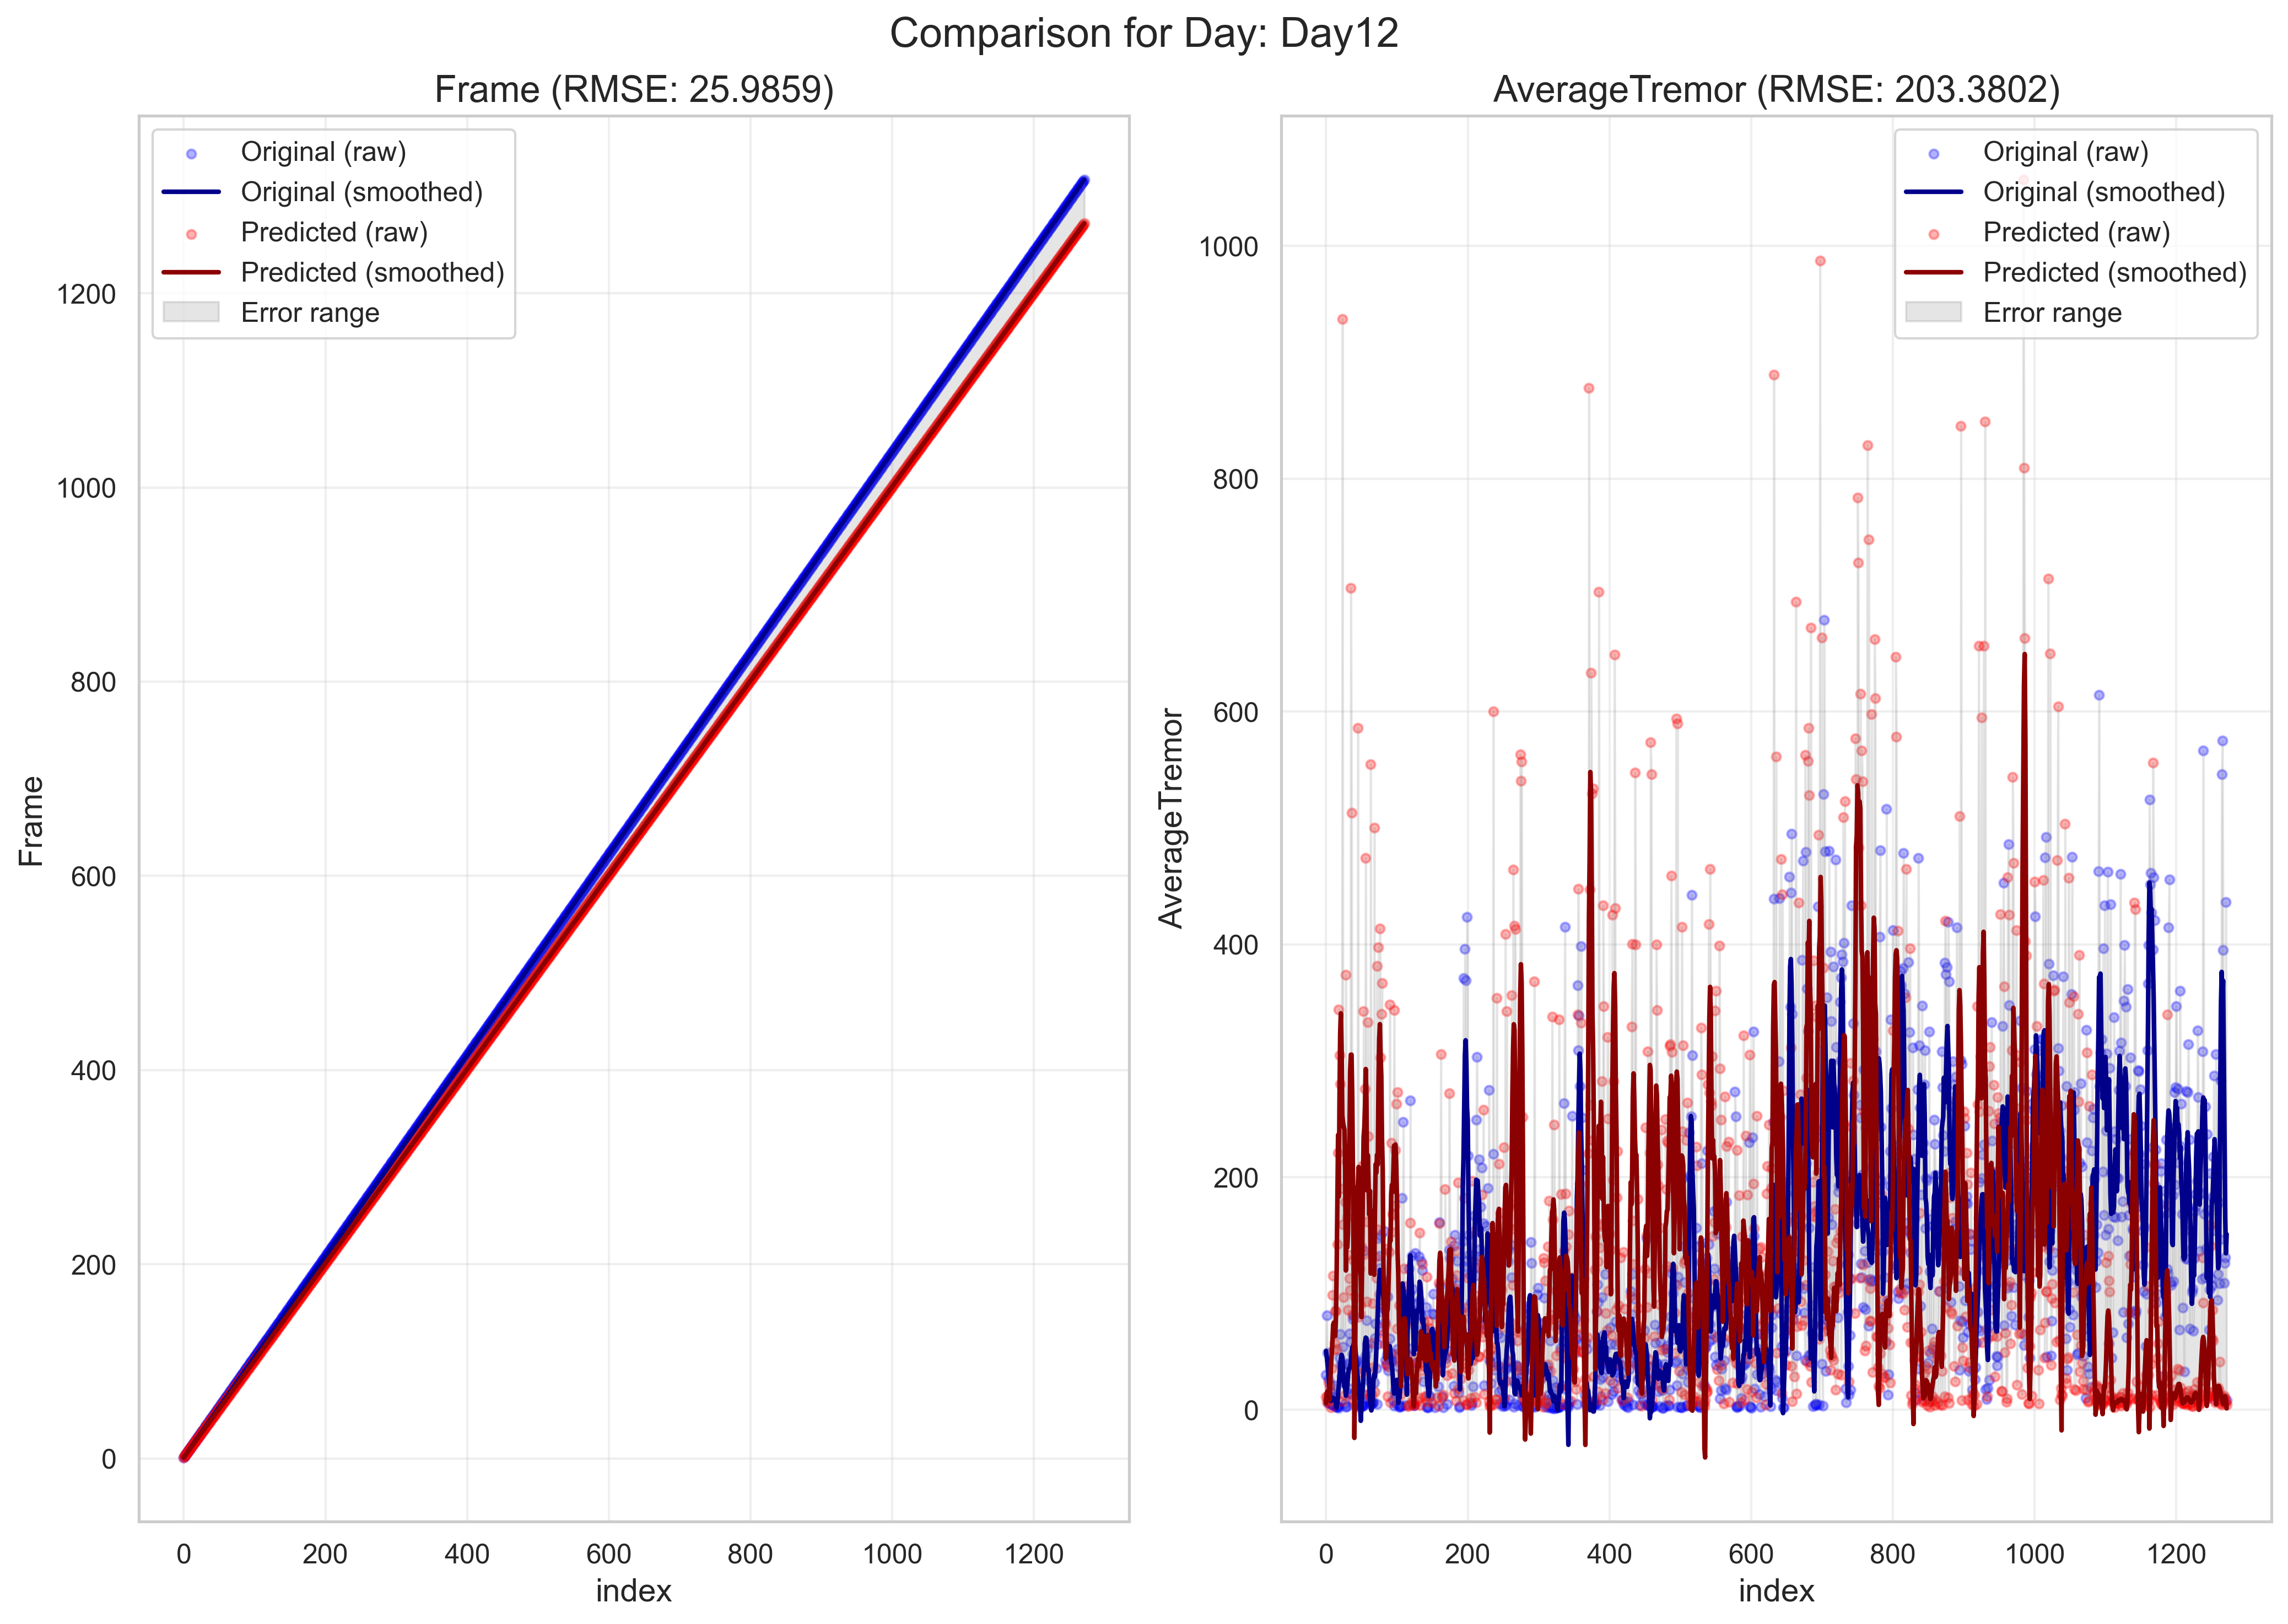 Comparison for Day: Day12
Frame (RMSE: 25.9859)
Original (raw)
Original (smoothed)
Predicted (raw)
Predicted (smoothed)
Error range
Frame
1200
1000
800
600
400
200
0
0 200 400 600 800 1000 1200
index
AverageTremor (RMSE: 203.3802)
Original (raw)
Original (smoothed)
Predicted (raw)
Predicted (smoothed)
Error range
AverageTremor
1000
800
600
400
200
0
0 200 400 600 800 1000 1200
index